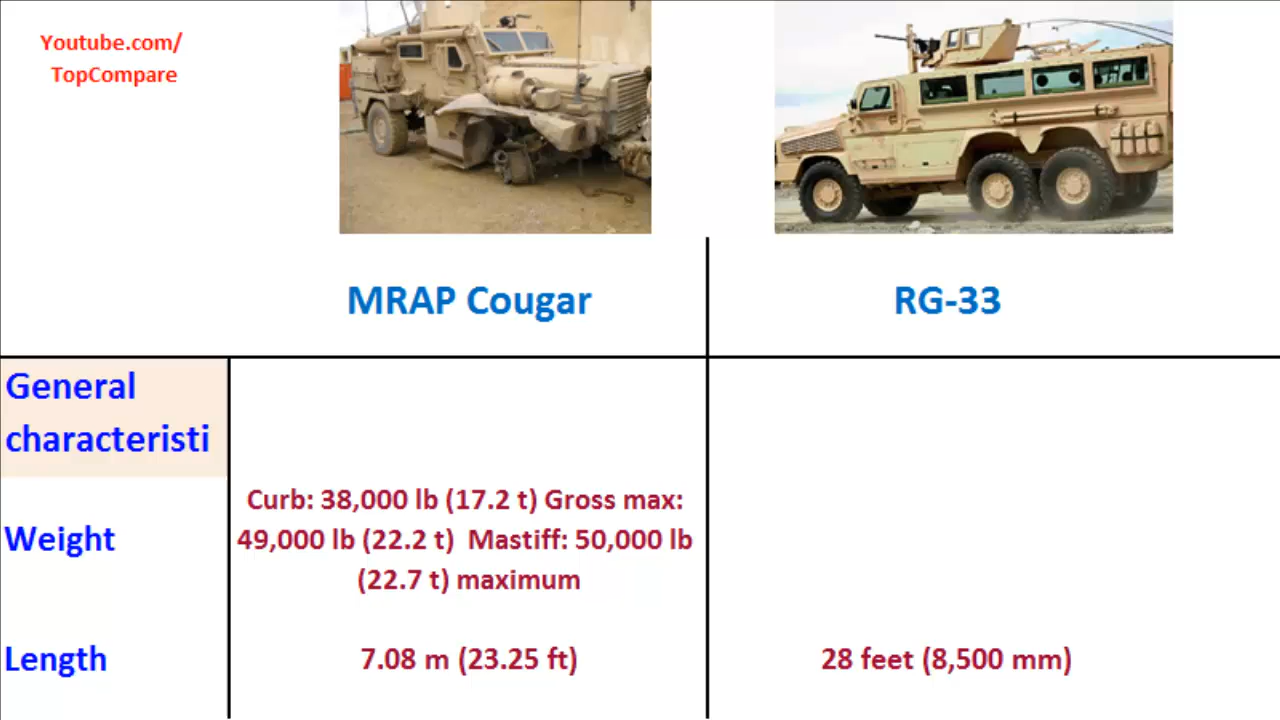 Youtube.com/
TopCompare
MRAP Cougar
RG-33
General
characteristi
Weight
Curb: 38,000 lb (17.2 t) Gross max:
49,000 lb (22.2 t)  Mastiff: 50,000 lb
(22.7 t) maximum
Length
7.08 m (23.25 ft)
28 feet (8,500 mm)